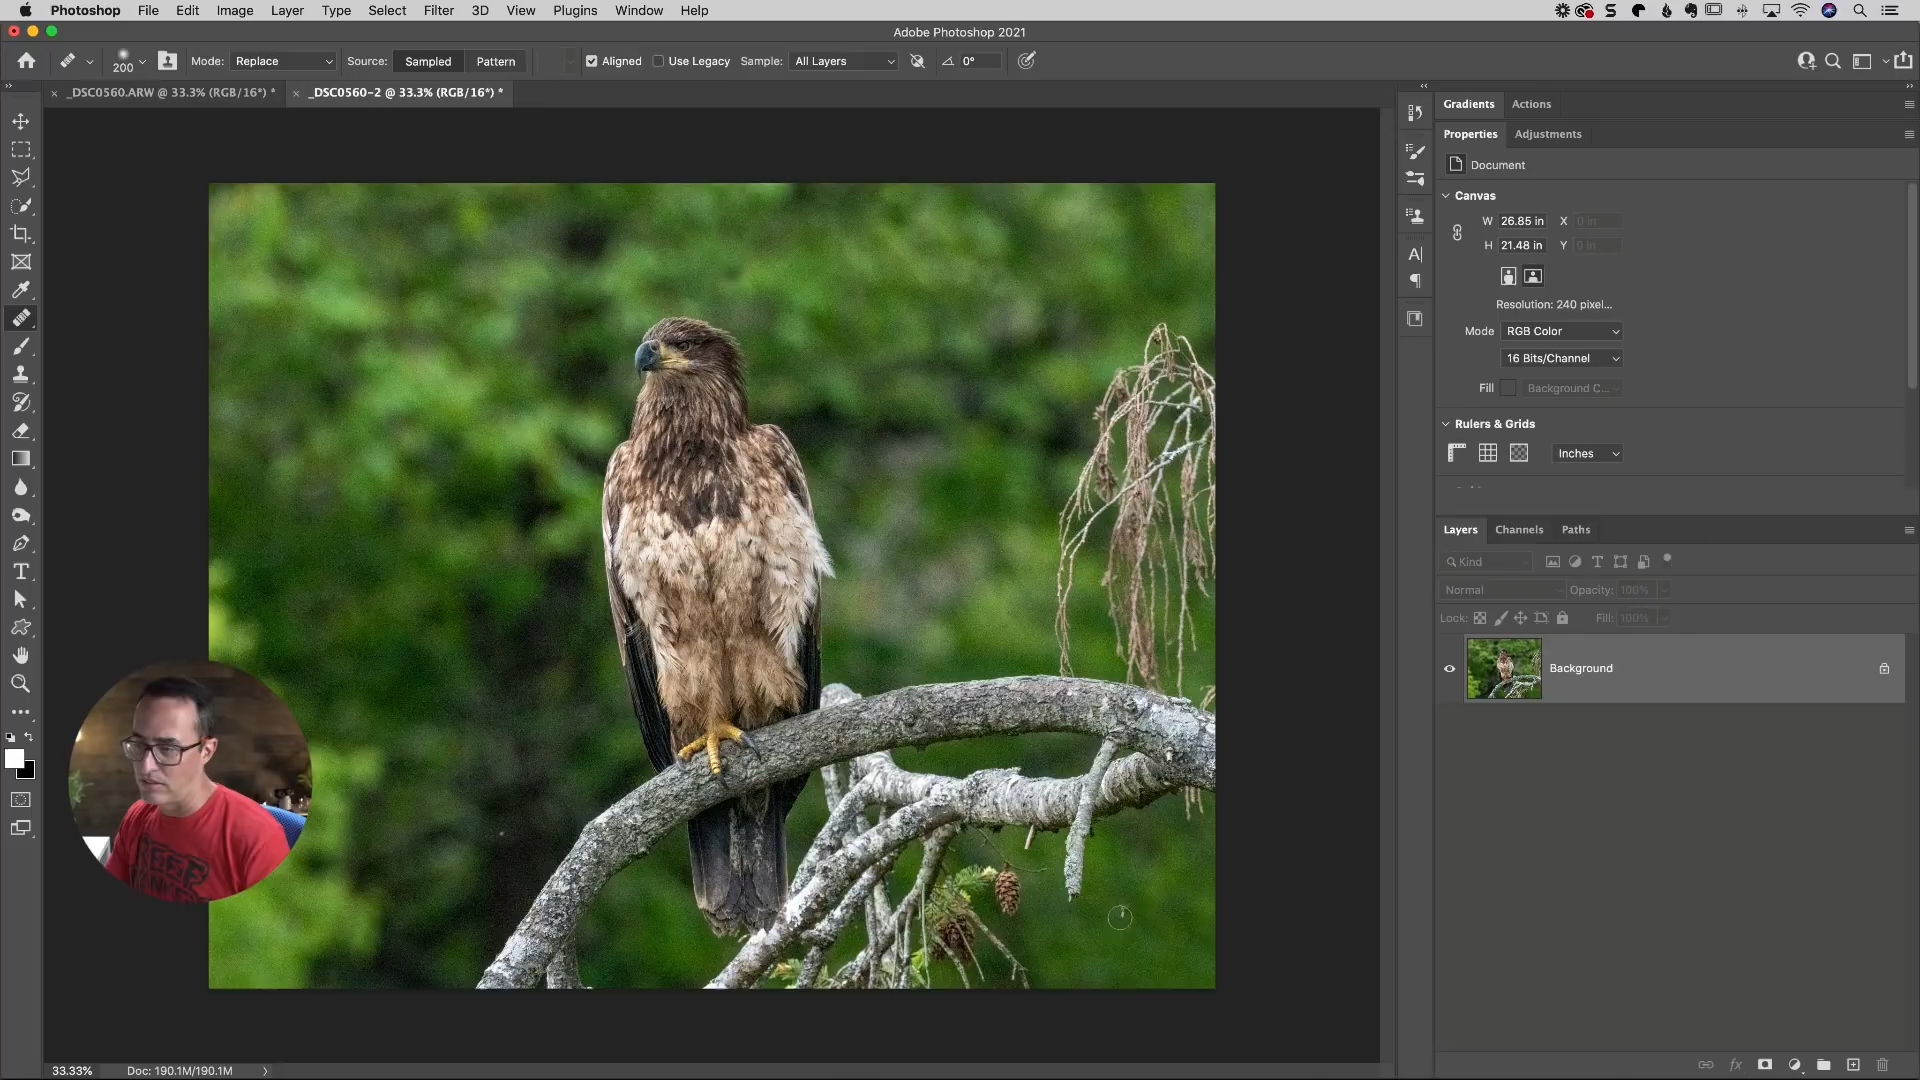 Photoshop File Edit Image Layer Type Select Filter 3D View Plugins Window Help
Adobe Photoshop 2021
200 Mode: Replace Source: Sampled Pattern Aligned Use Legacy Sample: All Layers 0°
_DSC0560.ARW @ 33.3% (RGB/16*) * _DSC0560-2 @ 33.3% (RGB/16*) *
Gradients Actions
Properties Adjustments
Document
Canvas
W 26.85 in X 0 in
H 21.48 in Y 0 in
Resolution: 240 pixel...
Mode RGB Color
16 Bits/Channel
Fill Background C...
Rulers & Grids
Inches
Layers Channels Paths
Kind
Normal Opacity: 100%
Lock: Fill: 100%
Background
33.33% Doc: 190.1M/190.1M